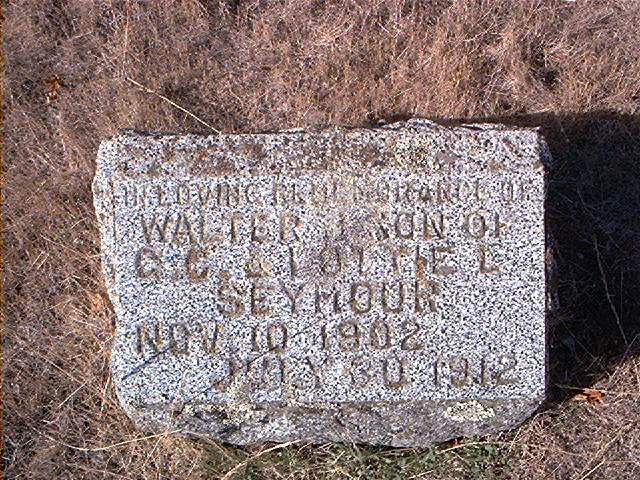 IN LOVING REMEMBRANCE OF
WALTER SON OF
C. C. & LOTTIE E
SEYMOUR
NOV. 10 1902
JULY 30 1912